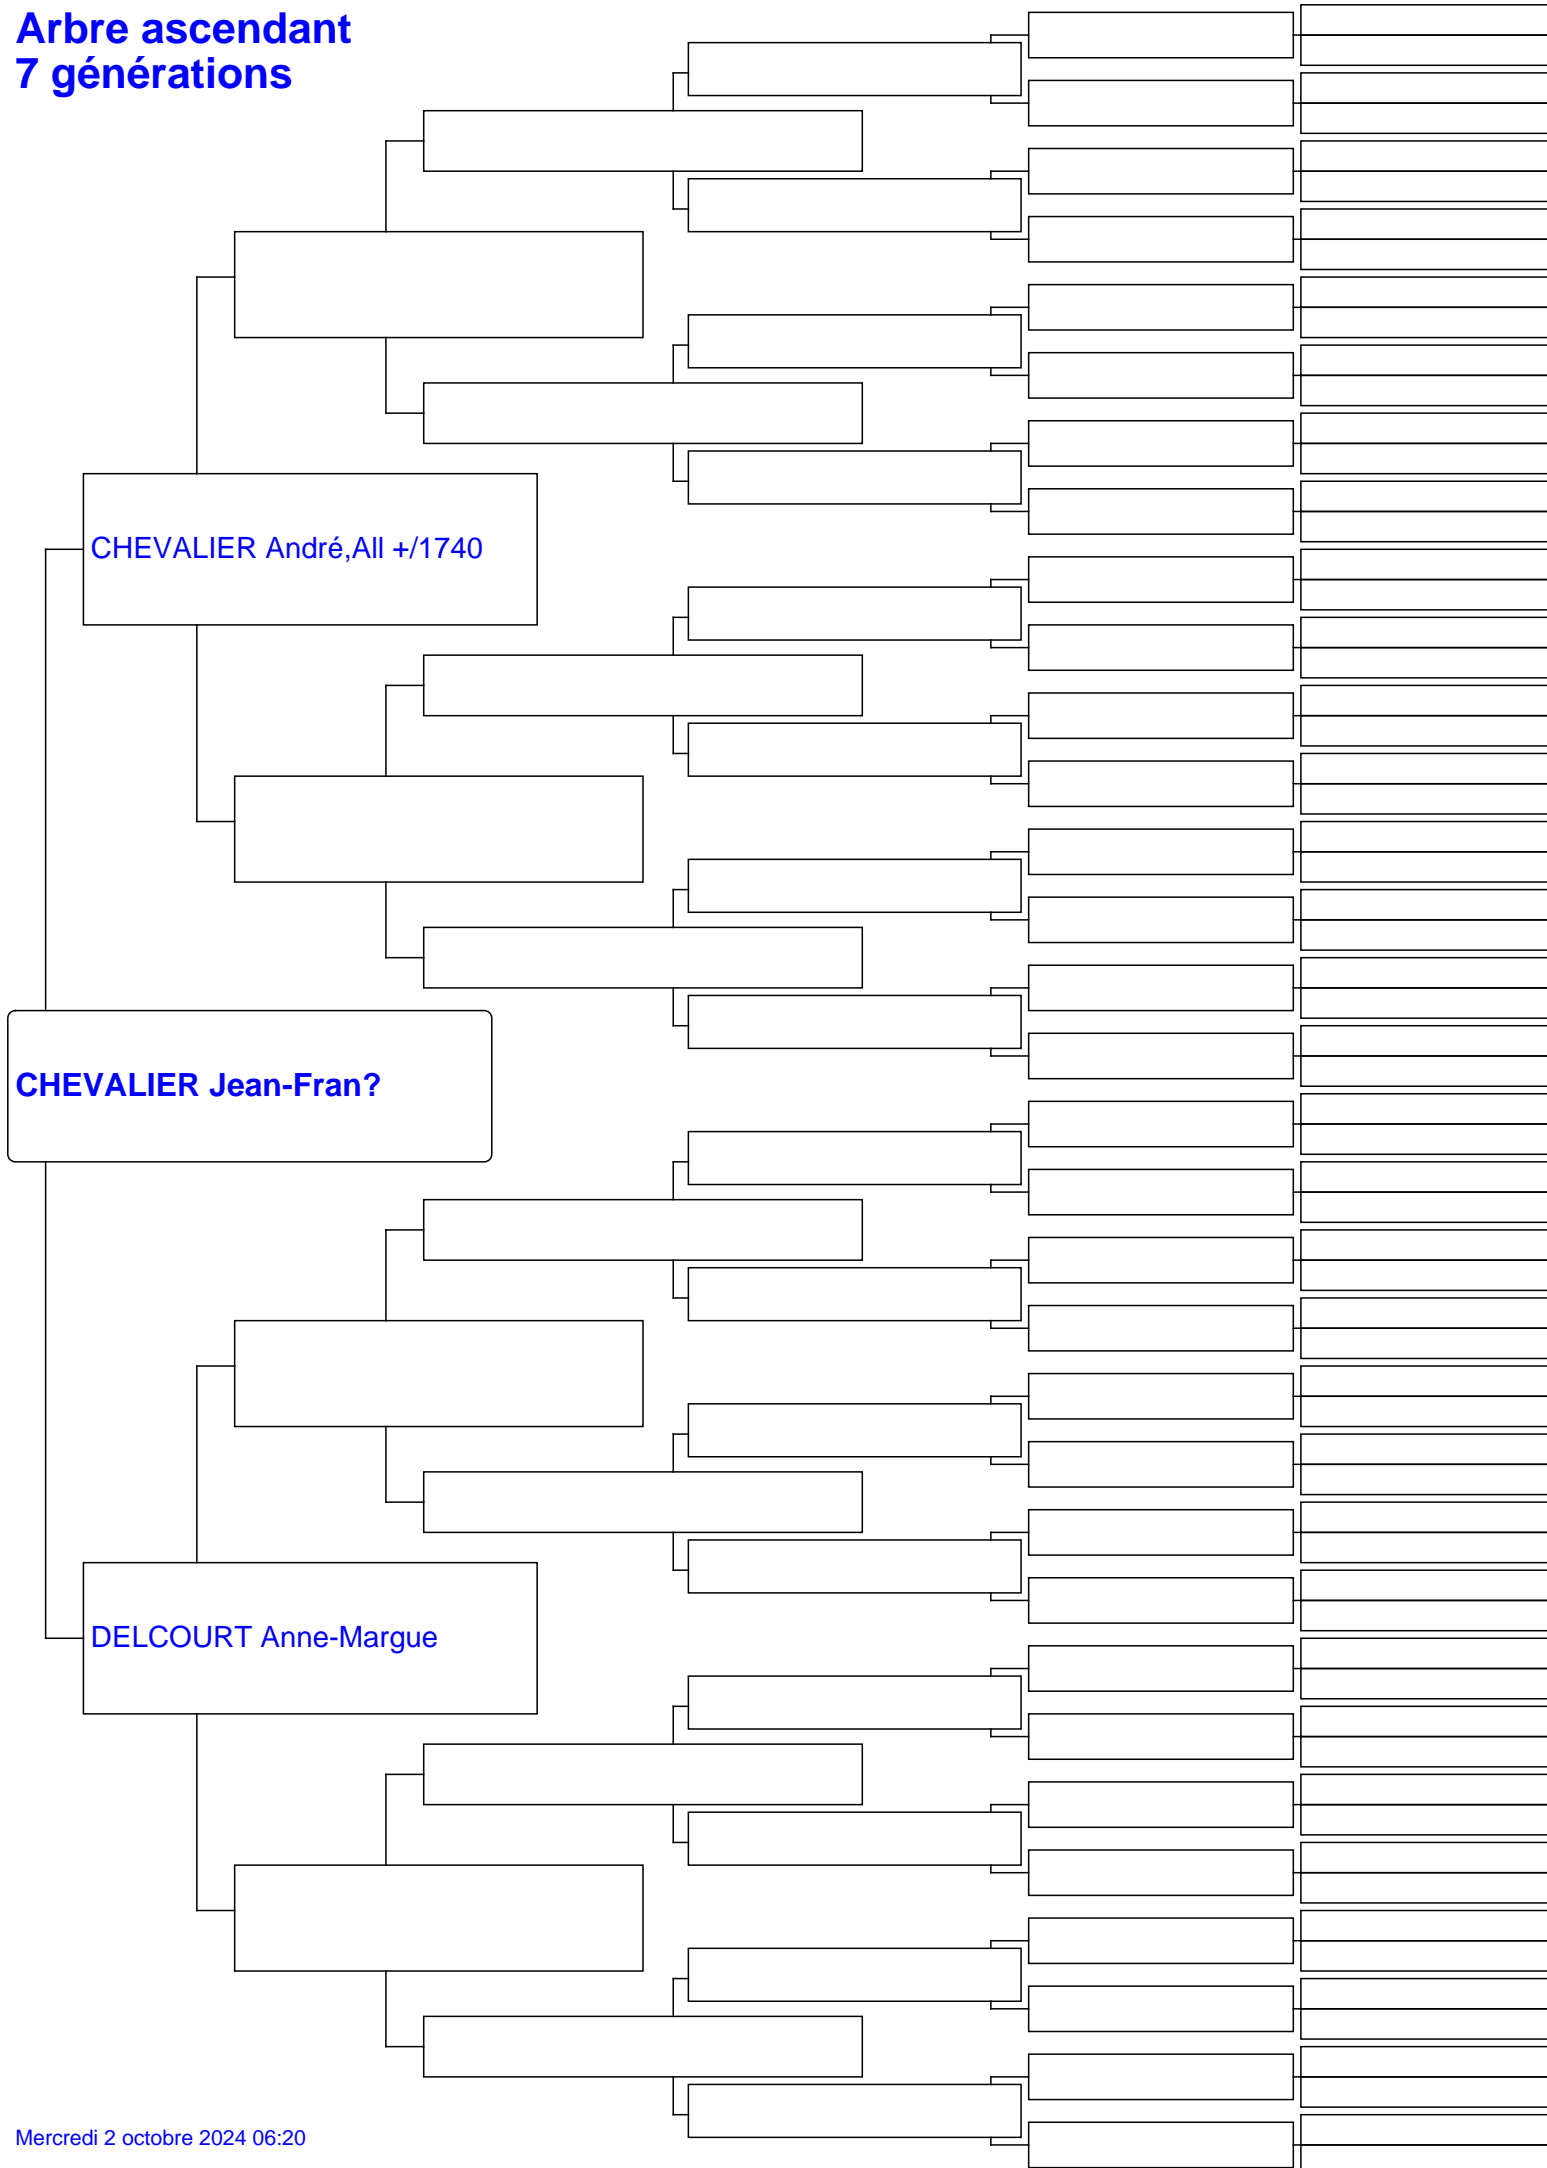 Arbre ascendant
7 générations
CHEVALIER André,All +/1740
CHEVALIER Jean-Fran?
DELCOURT Anne-Margue
Mercredi 2 octobre 2024 06:20